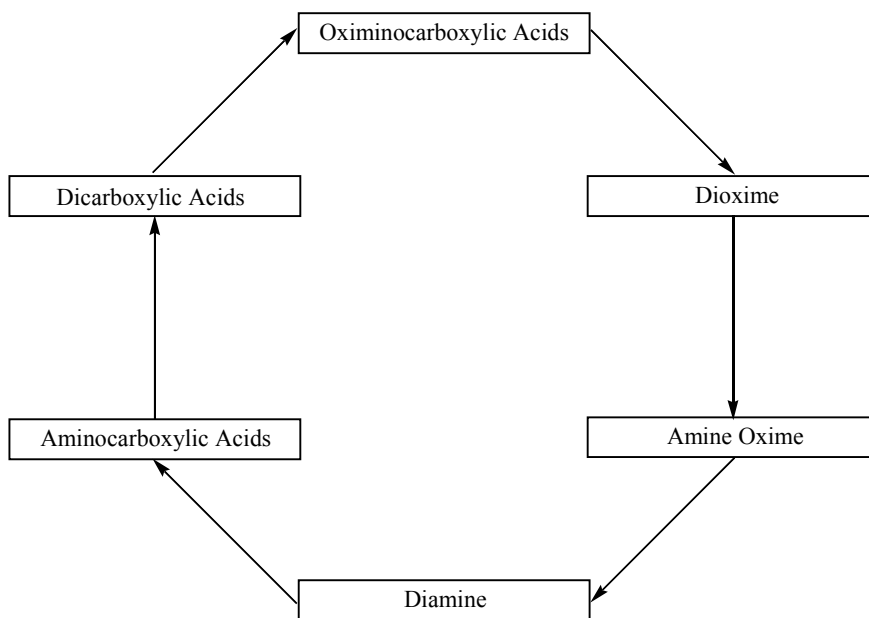 Oximinocarboxylic Acids
Dicarboxylic Acids
Dioxime
Aminocarboxylic Acids
Amine Oxime
Diamine